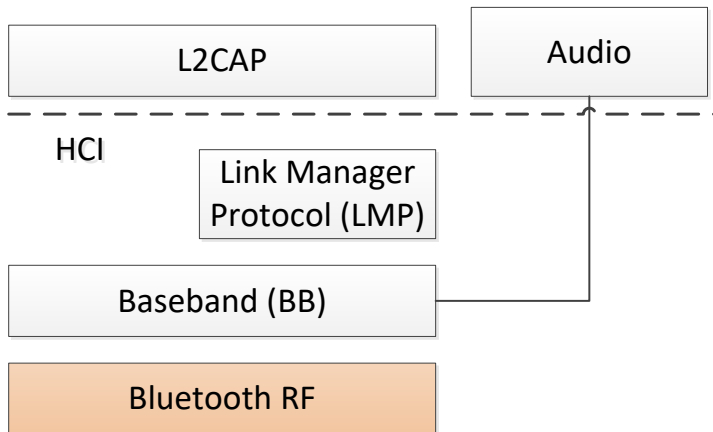 L2CAP
Audio
HCI
Link Manager
Protocol (LMP)
Baseband (BB)
Bluetooth RF